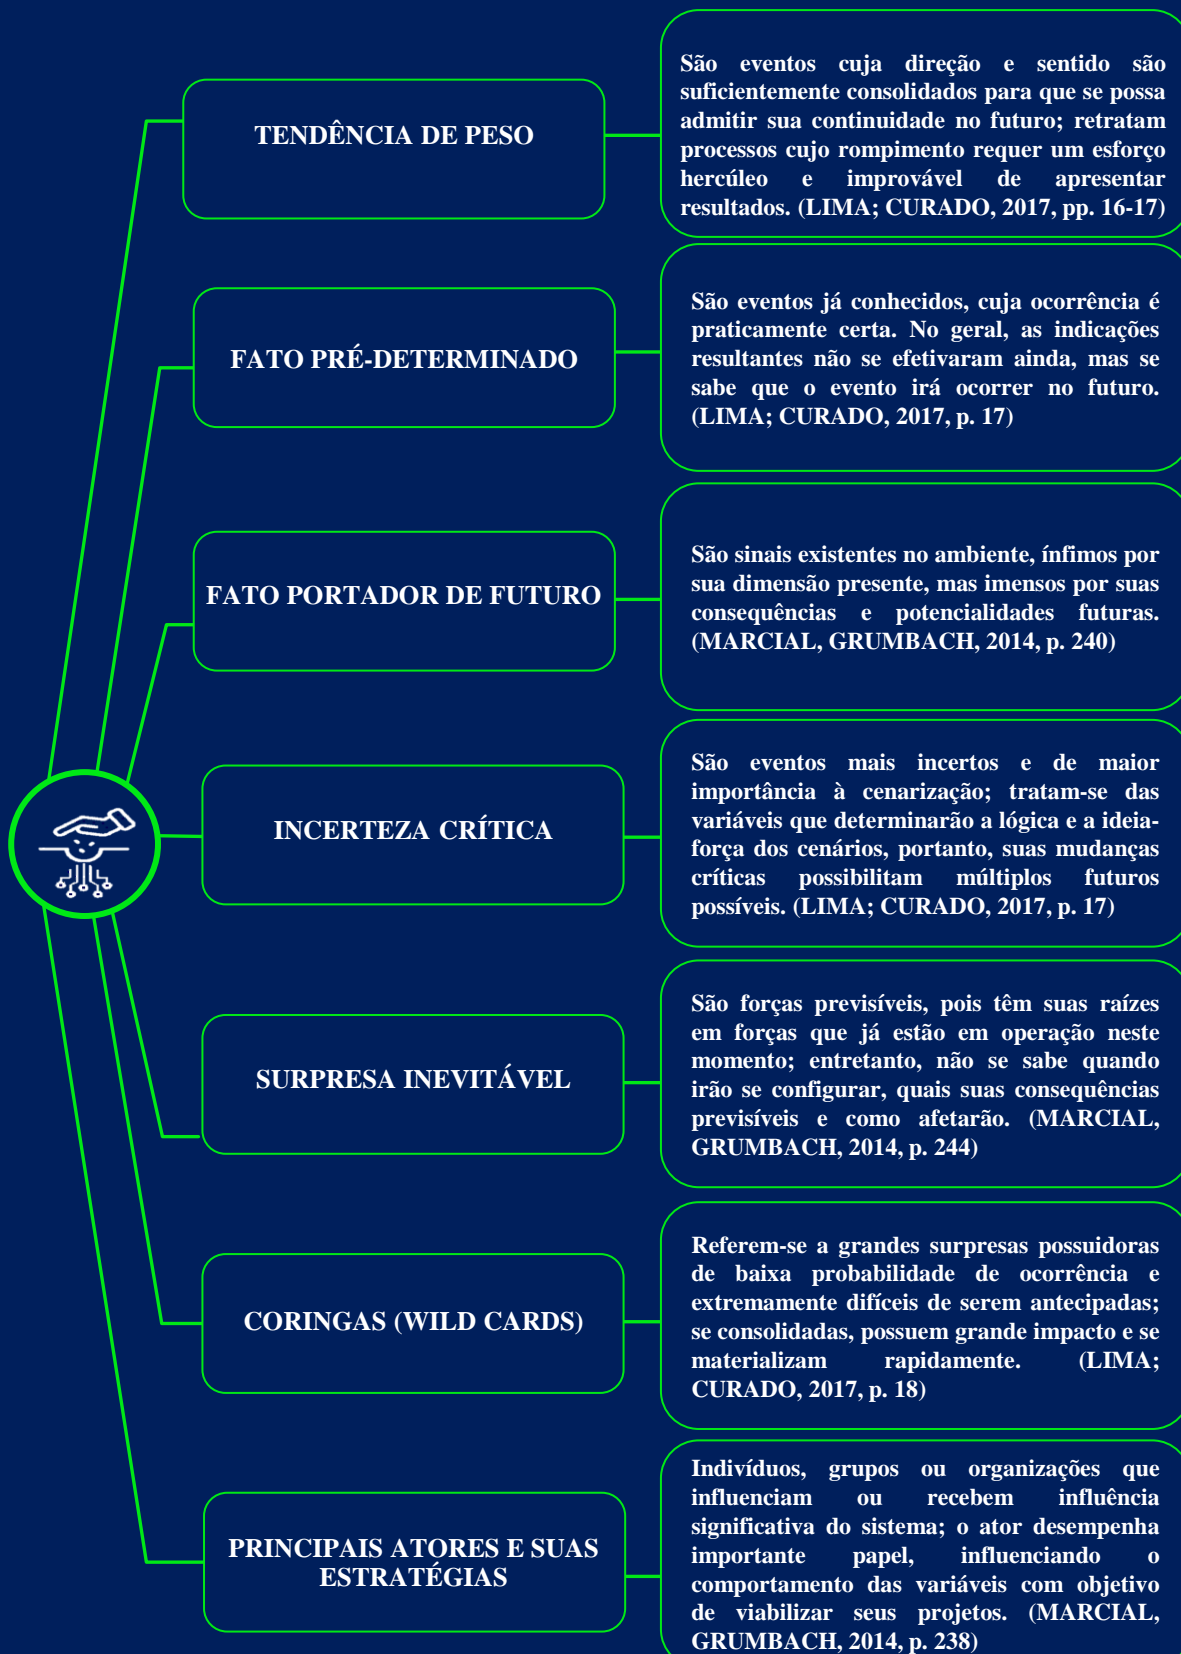 TENDÊNCIA DE PESO
São eventos cuja direção e sentido são
suficientemente consolidados para que se possa
admitir sua continuidade no futuro; retratam
processos cujo rompimento requer um esforço
hercúleo e improvável de apresentar
resultados. (LIMA; CURADO, 2017, pp. 16-17)
FATO PRÉ-DETERMINADO
São eventos já conhecidos, cuja ocorrência é
praticamente certa. No geral, as indicações
resultantes não se efetivaram ainda, mas se
sabe que o evento irá ocorrer no futuro.
(LIMA; CURADO, 2017, p. 17)
FATO PORTADOR DE FUTURO
São sinais existentes no ambiente, ínfimos por
sua dimensão presente, mas imensos por suas
consequências e potencialidades futuras.
(MARCIAL, GRUMBACH, 2014, p. 240)
INCERTEZA CRÍTICA
São eventos mais incertos e de maior
importância à cenarização; tratam-se das
variáveis que determinarão a lógica e a ideia-
força dos cenários, portanto, suas mudanças
críticas possibilitam múltiplos futuros
possíveis. (LIMA; CURADO, 2017, p. 17)
SURPRESA INEVITÁVEL
São forças previsíveis, pois têm suas raízes
em forças que já estão em operação neste
momento; entretanto, não se sabe quando
irão se configurar, quais suas consequências
previsíveis e como afetarão. (MARCIAL,
GRUMBACH, 2014, p. 244)
CORINGAS (WILD CARDS)
Referem-se a grandes surpresas possuidoras
de baixa probabilidade de ocorrência e
extremamente difíceis de serem antecipadas;
se consolidadas, possuem grande impacto e se
materializam rapidamente. (LIMA;
CURADO, 2017, p. 18)
PRINCIPAIS ATORES E SUAS
ESTRATÉGIAS
Indivíduos, grupos ou organizações que
influenciam ou recebem influência
significativa do sistema; o ator desempenha
importante papel, influenciando o
comportamento das variáveis com objetivo
de viabilizar seus projetos. (MARCIAL,
GRUMBACH, 2014, p. 238)